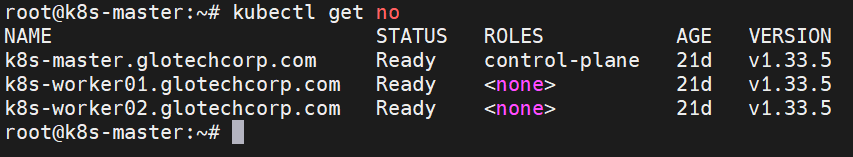 root@k8s-master:~# kubectl get no
NAME                           STATUS   ROLES           AGE   VERSION
k8s-master.glotechcorp.com     Ready    control-plane   21d   v1.33.5
k8s-worker01.glotechcorp.com   Ready    <none>          21d   v1.33.5
k8s-worker02.glotechcorp.com   Ready    <none>          21d   v1.33.5
root@k8s-master:~#